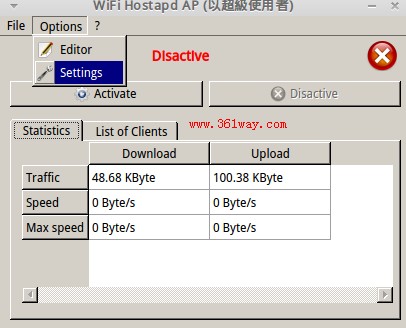 WiFi Hostapd AP (以超級使用者)
File Options ?
Editor
Settings
Disactive
Activate
Disactive
Statistics
List of Clients
www.361way.com
Download Upload
Traffic 48.68 KByte 100.38 KByte
Speed 0 Byte/s 0 Byte/s
Max speed 0 Byte/s 0 Byte/s